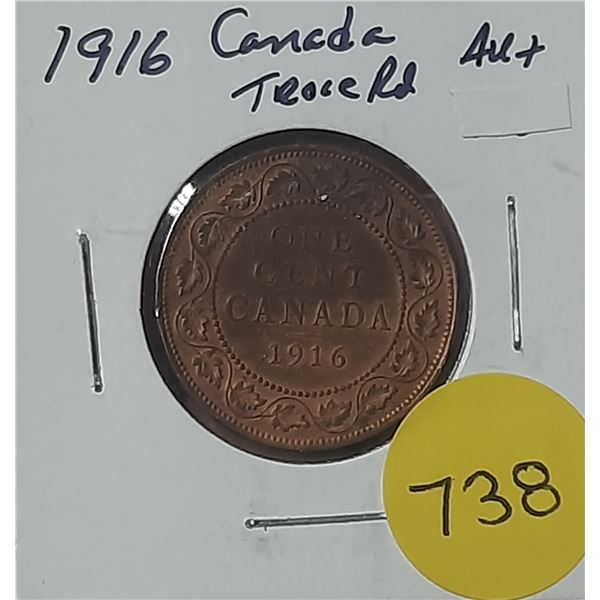 1916 Canada AU+
Trace Rd
ONE
CENT
CANADA
1916
738